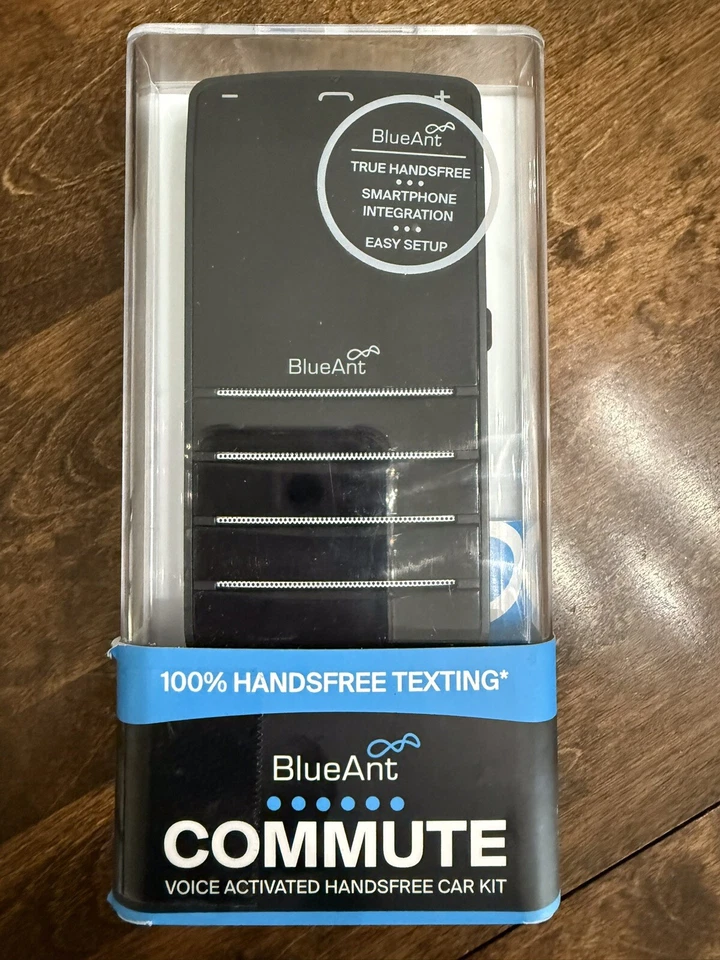 − +
BlueAnt
TRUE HANDSFREE
SMARTPHONE
INTEGRATION
EASY SETUP
BlueAnt
100% HANDSFREE TEXTING*
BlueAnt
COMMUTE
VOICE ACTIVATED HANDSFREE CAR KIT